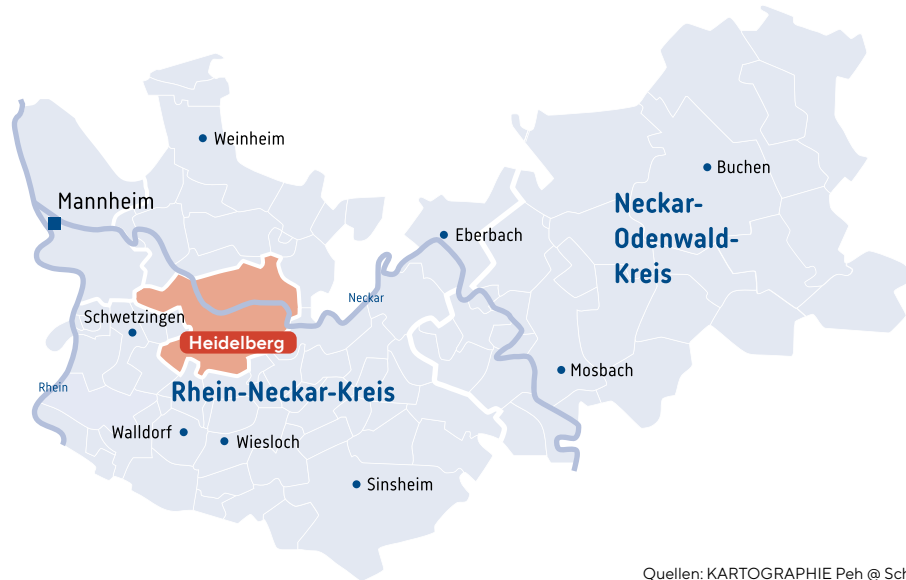 Weinheim
Buchen
Mannheim
Neckar-
Odenwald-
Kreis
Eberbach
Neckar
Schwetzingen
Heidelberg
Mosbach
Rhein
Rhein-Neckar-Kreis
Walldorf
Wiesloch
Sinsheim
Quellen: KARTOGRAPHIE Peh @ Sch